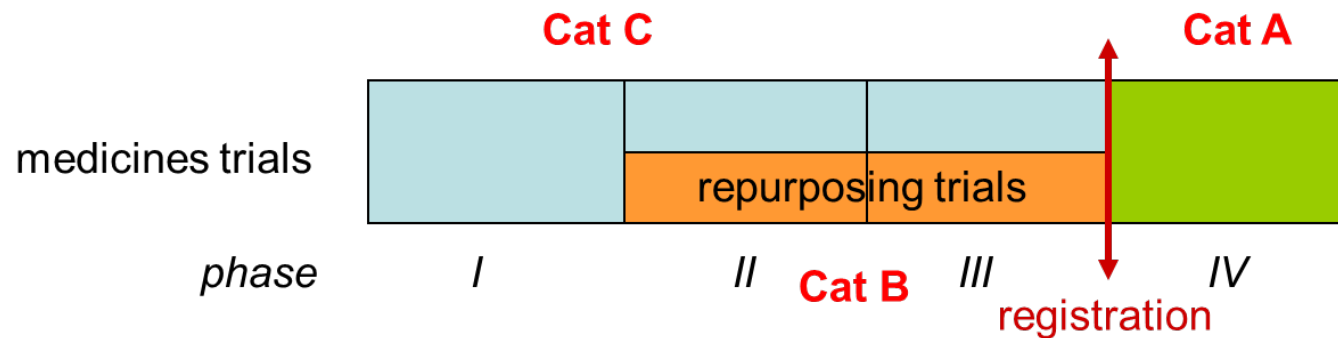 Cat C
Cat A
medicines trials
repurposing trials
phase
I
II
Cat B
III
IV
registration